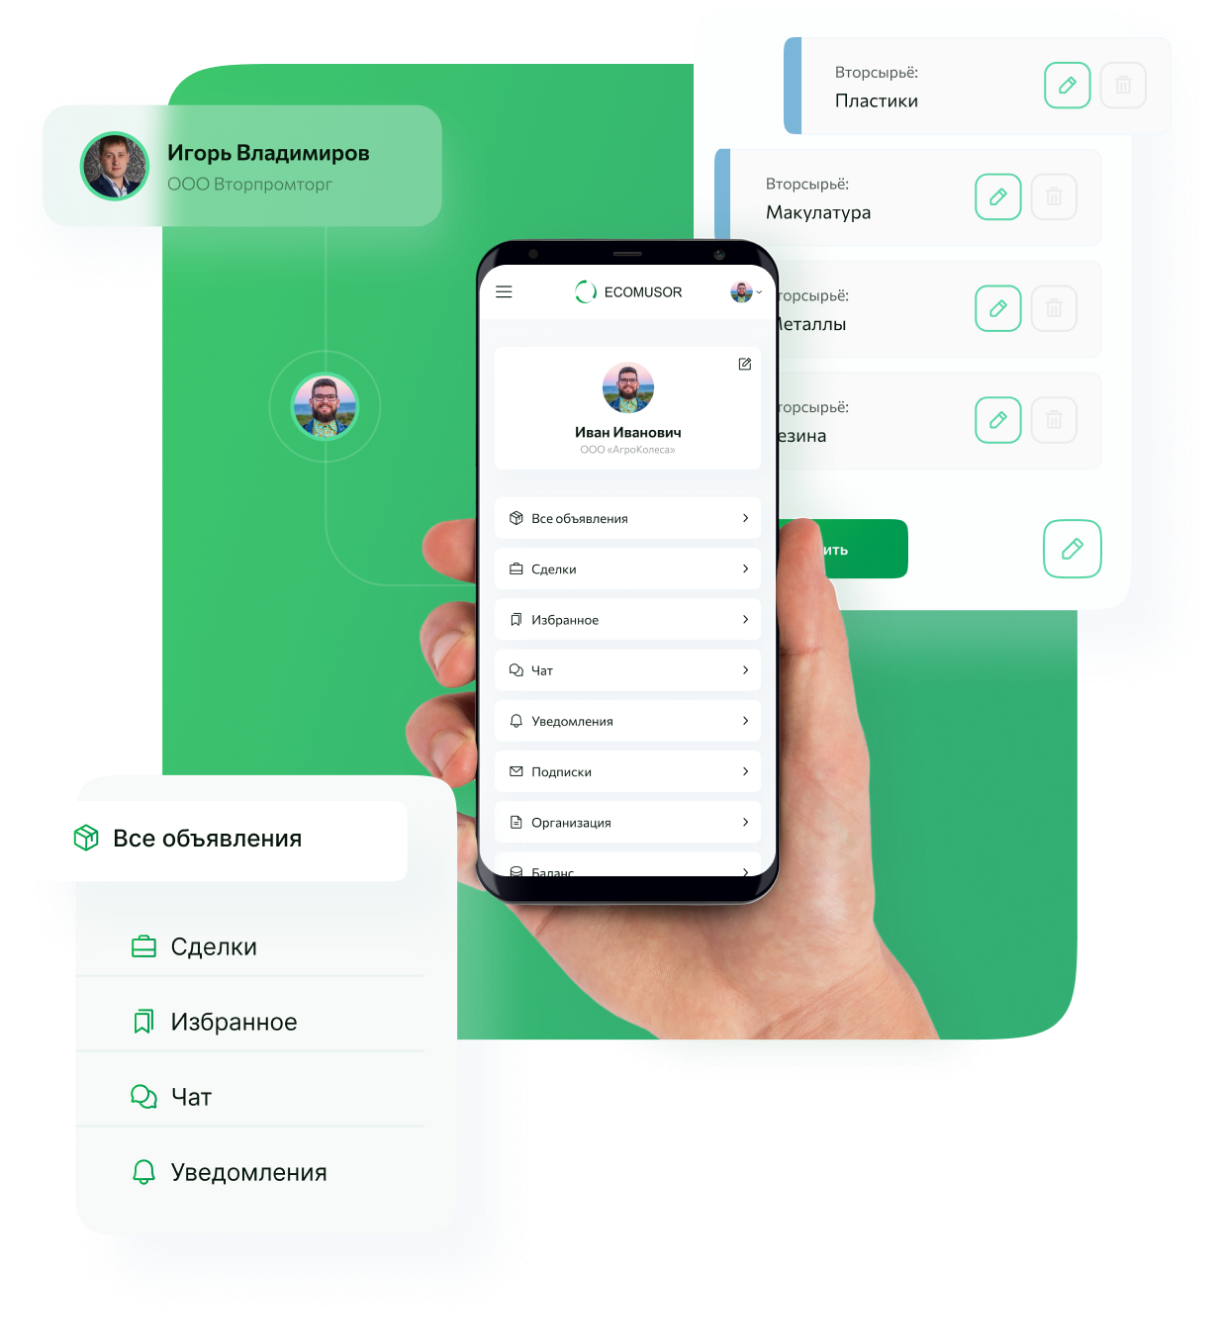 Вторсырьё:
Пластики
Игорь Владимиров
ООО Вторпромторг
Вторсырьё:
Макулатура
ECOMUSOR
торсырьё:
еталлы
Иван Иванович
ООО «АгроКолеса»
торсырьё:
езина
Все объявления
Сделки
Избранное
Чат
Уведомления
Подписки
Организация
Баланс
ить
Все объявления
Сделки
Избранное
Чат
Уведомления